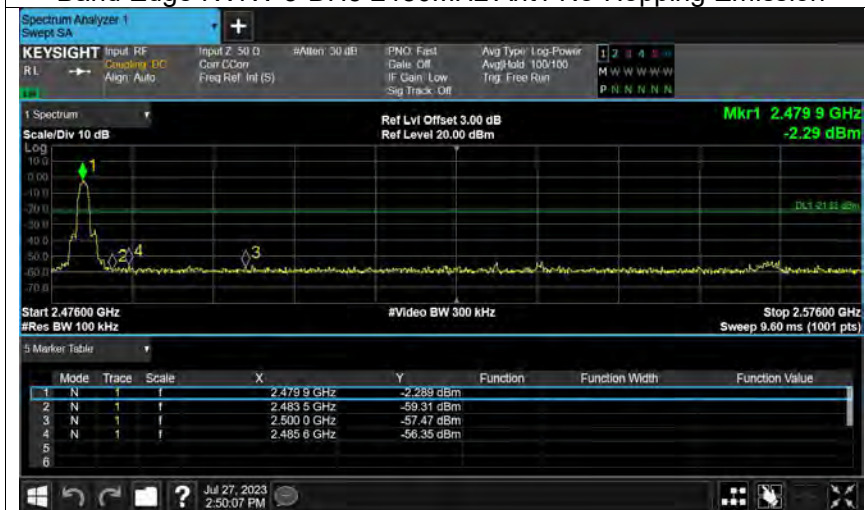 Spectrum Analyzer 1
Swept SA
+
KEYSIGHT Input: RF Input Z: 50 Ω #Atten: 30 dB PNO: Fast Avg Type: Log-Power 1 2 3 4 5 6
RL Coupling: DC Corr CCorr Gate: Off Avg|Hold: 100/100 M W W W W W
Align: Auto Freq Ref: Int (S) IF Gain: Low Trig: Free Run
Sig Track: Off P N N N N N
1 Spectrum Ref Lvl Offset 3.00 dB Mkr1 2.479 9 GHz
Scale/Div 10 dB Ref Level 20.00 dBm -2.29 dBm
Log
10.0
0.00
-10.0
-20.0
-30.0
-40.0
-50.0
-60.0
-70.0
1
2
4
3
Start 2.47600 GHz #Video BW 300 kHz Stop 2.57600 GHz
#Res BW 100 kHz Sweep 9.60 ms (1001 pts)
5 Marker Table
Mode Trace Scale X Y Function Function Width Function Value
1 N 1 f 2.479 9 GHz -2.289 dBm
2 N 1 f 2.483 5 GHz -59.31 dBm
3 N 1 f 2.500 0 GHz -57.47 dBm
4 N 1 f 2.485 6 GHz -56.35 dBm
5
6
? Jul 27, 2023
2:50:07 PM